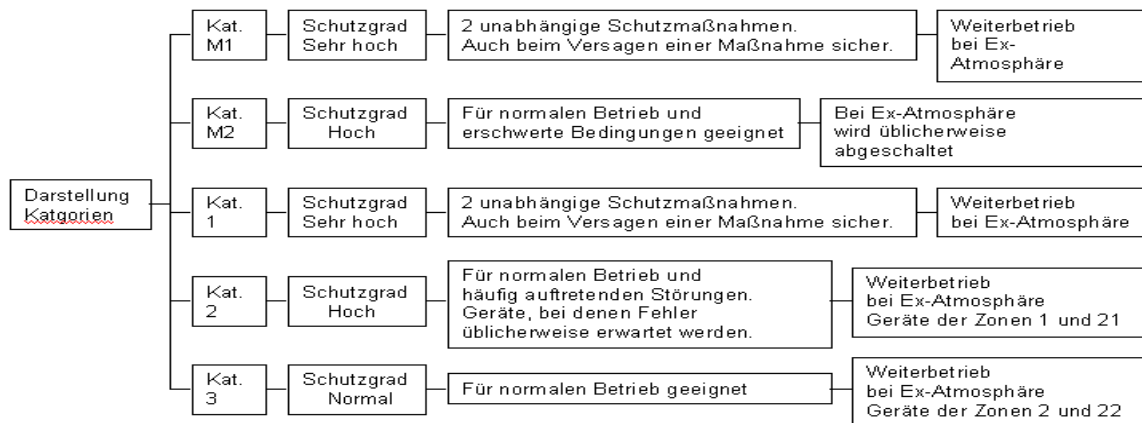 Darstellung
Katgorien
Kat.
M1
Schutzgrad
Sehr hoch
2 unabhängige Schutzmaßnahmen.
Auch beim Versagen einer Maßnahme sicher.
Weiterbetrieb
bei Ex-
Atmosphäre
Kat.
M2
Schutzgrad
Hoch
Für normalen Betrieb und
erschwerte Bedingungen geeignet
Bei Ex-Atmosphäre
wird üblicherweise
abgeschaltet
Kat.
1
Schutzgrad
Sehr hoch
2 unabhängige Schutzmaßnahmen.
Auch beim Versagen einer Maßnahme sicher.
Weiterbetrieb
bei Ex-Atmosphäre
Kat.
2
Schutzgrad
Hoch
Für normalen Betrieb und
häufig auftretenden Störungen.
Geräte, bei denen Fehler
üblicherweise erwartet werden.
Weiterbetrieb
bei Ex-Atmosphäre
Geräte der Zonen 1 und 21
Kat.
3
Schutzgrad
Normal
Für normalen Betrieb geeignet
Weiterbetrieb
bei Ex-Atmosphäre
Geräte der Zonen 2 und 22